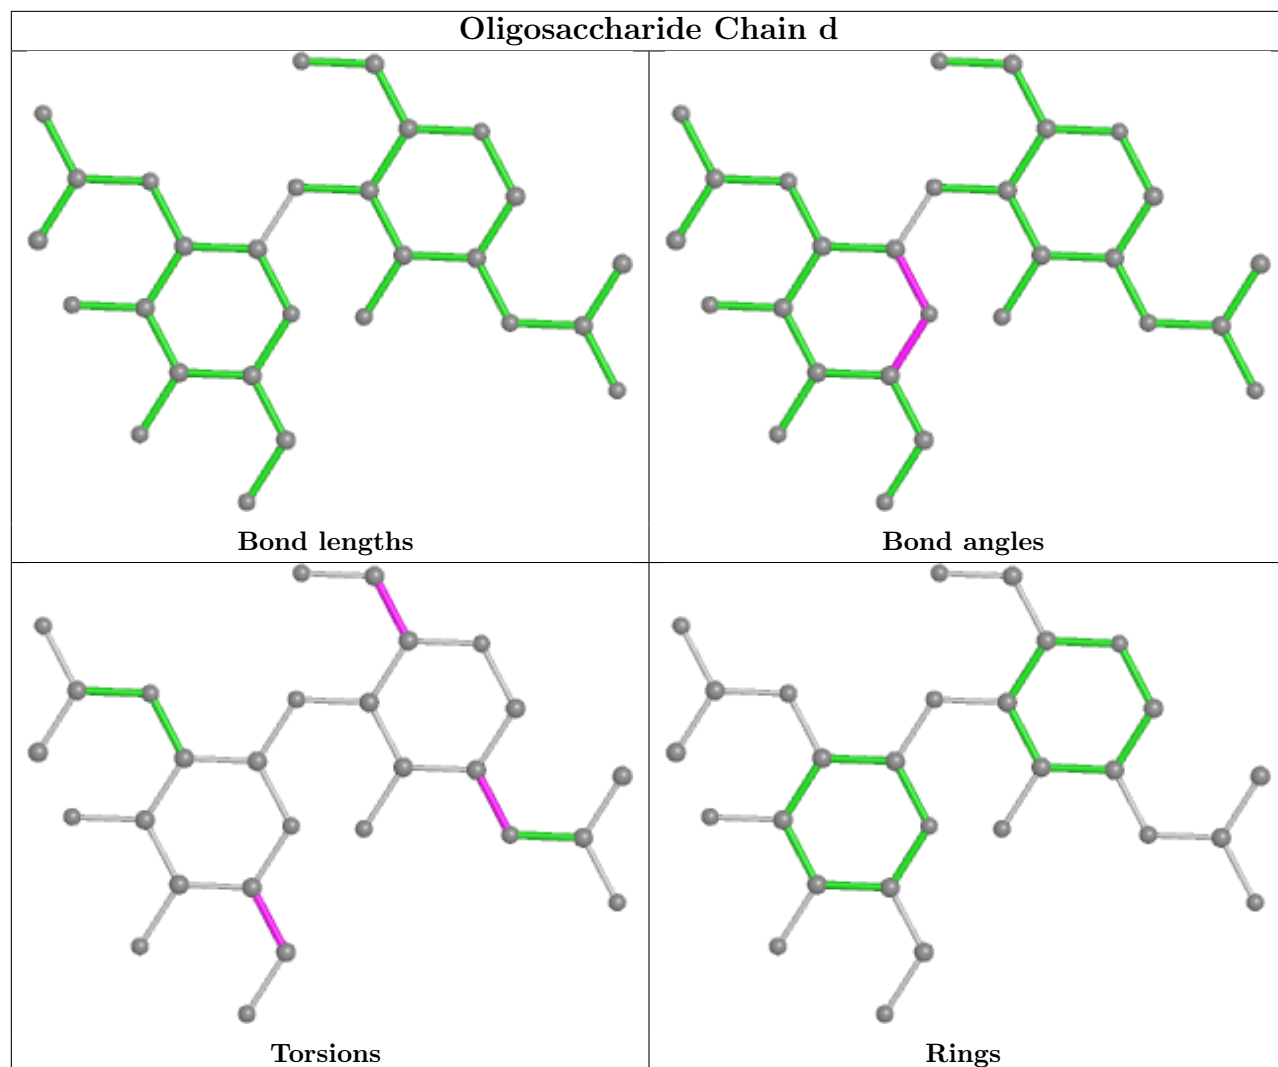 Oligosaccharide Chain d
Bond lengths
Bond angles
Torsions
Rings